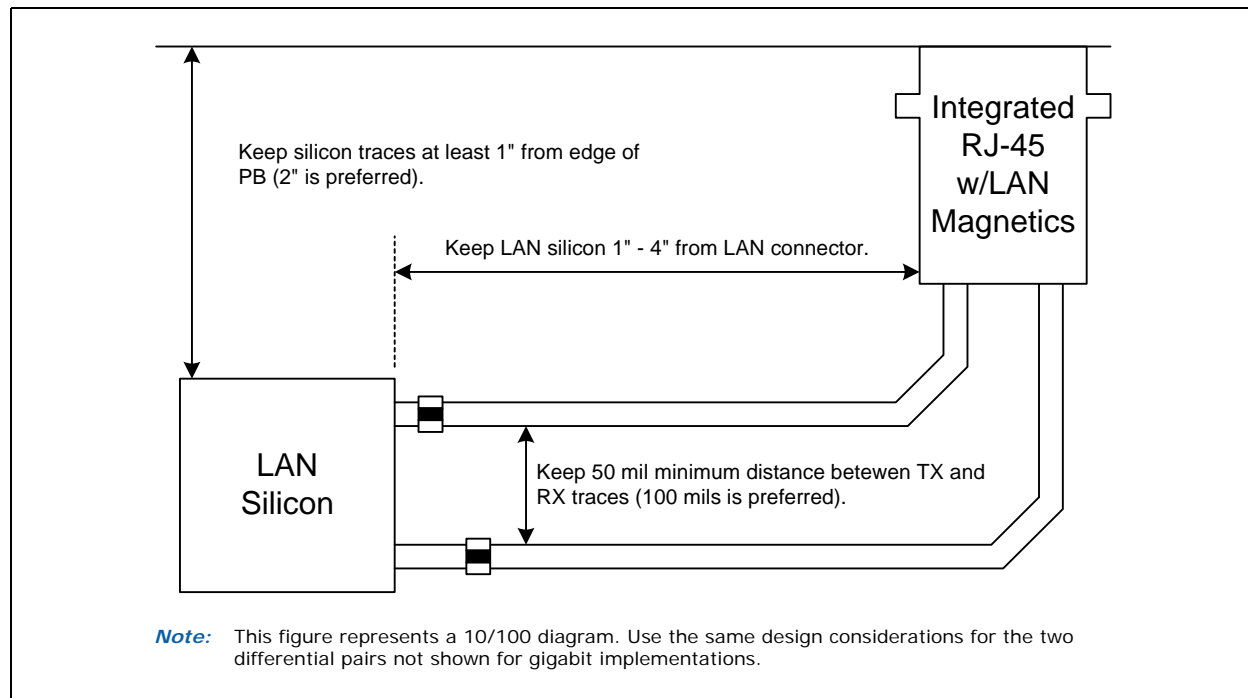 Integrated
RJ-45
w/LAN
Magnetics
Keep silicon traces at least 1" from edge of
PB (2" is preferred).
Keep LAN silicon 1" - 4" from LAN connector.
LAN
Silicon
Keep 50 mil minimum distance betewen TX and
RX traces (100 mils is preferred).
Note: This figure represents a 10/100 diagram. Use the same design considerations for the two
differential pairs not shown for gigabit implementations.